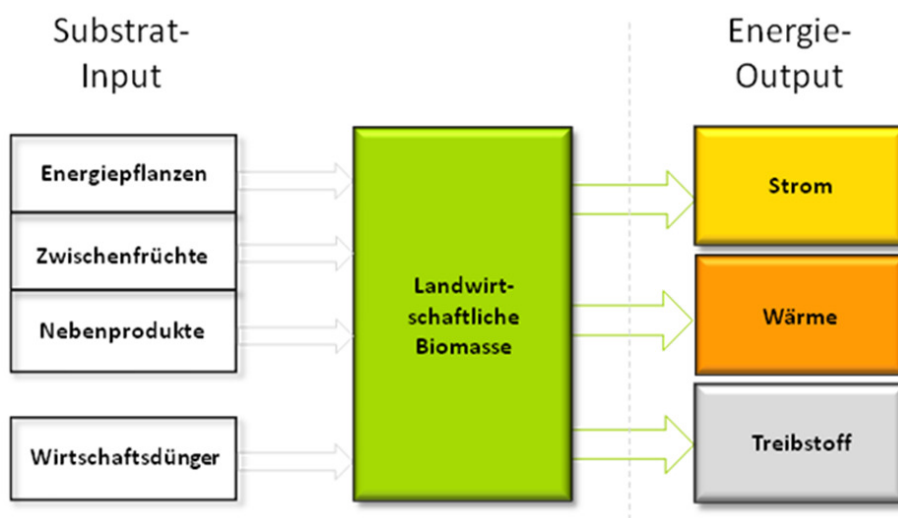 Substrat-
Input
Energie-
Output
Energiepflanzen
Zwischenfrüchte
Nebenprodukte
Wirtschaftsdünger
Landwirt-
schaftliche
Biomasse
Strom
Wärme
Treibstoff